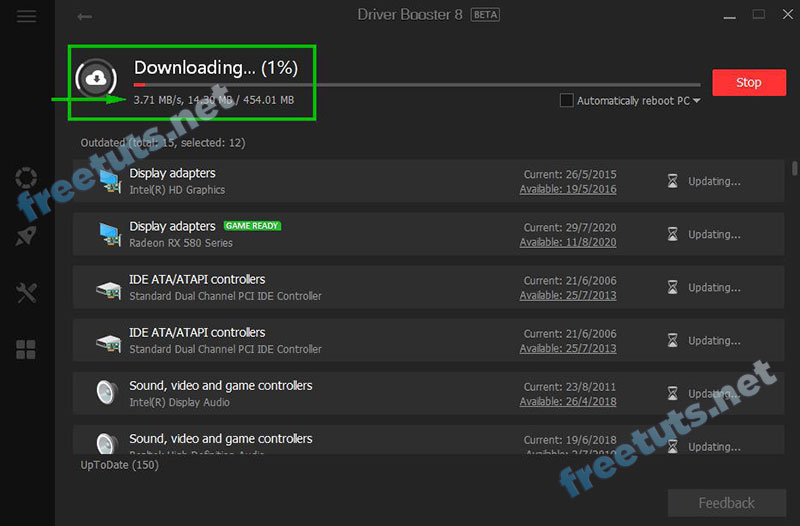 Driver Booster 8 BETA
Downloading... (1%)
Stop
3.71 MB/s, 14.30 MB / 454.01 MB
Automatically reboot PC
Outdated (total: 15, selected: 12)
Display adapters
Intel(R) HD Graphics
Current: 26/5/2015
Available: 19/5/2016
Updating...
Display adapters GAME READY
Radeon RX 580 Series
Current: 29/7/2020
Available: 11/8/2020
Updating...
IDE ATA/ATAPI controllers
Standard Dual Channel PCI IDE Controller
Current: 21/6/2006
Available: 25/7/2013
Updating...
IDE ATA/ATAPI controllers
Standard Dual Channel PCI IDE Controller
Current: 21/6/2006
Available: 25/7/2013
Updating...
Sound, video and game controllers
Intel(R) Display Audio
Current: 23/8/2011
Available: 26/4/2018
Updating...
Sound, video and game controllers
Realtek High Definition Audio
Current: 19/6/2018
Updating...
UpToDate (150)
Feedback
freetuts.net
freetuts.net